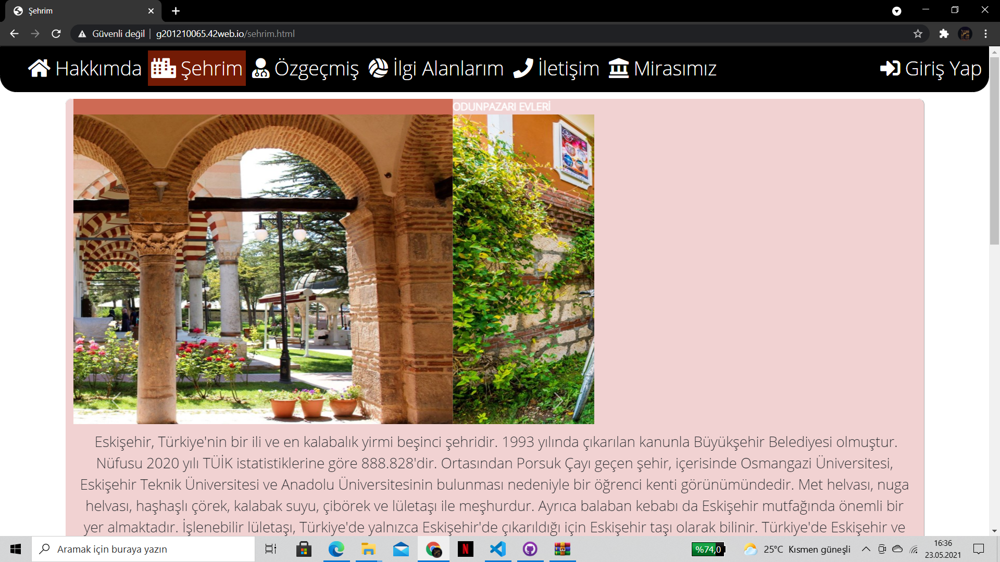 Şehrim
Güvenli değil
g201210065.42web.io/sehrim.html
Hakkımda
Şehrim
Özgeçmiş
İlgi Alanlarım
İletişim
Mirasımız
Giriş Yap
ODUNPAZARI EVLERİ
Eskişehir, Türkiye'nin bir ili ve en kalabalık yirmi beşinci şehridir. 1993 yılında çıkarılan kanunla Büyükşehir Belediyesi olmuştur.
Nüfusu 2020 yılı TÜİK istatistiklerine göre 888.828'dir. Ortasından Porsuk Çayı geçen şehir, içerisinde Osmangazi Üniversitesi,
Eskişehir Teknik Üniversitesi ve Anadolu Üniversitesinin bulunması nedeniyle bir öğrenci kenti görünümündedir. Met helvası, nuga
helvası, haşhaşlı çörek, kalabak suyu, çibörek ve lületaşı ile meşhurdur. Ayrıca balaban kebabı da Eskişehir mutfağında önemli bir
yer almaktadır. İşlenebilir lületaşı, Türkiye'de yalnızca Eskişehir'de çıkarıldığı için Eskişehir taşı olarak bilinir. Türkiye'de Eskişehir ve
Aramak için buraya yazın
N
%74,0
25°C Kısmen güneşli
16:36
23.05.2021